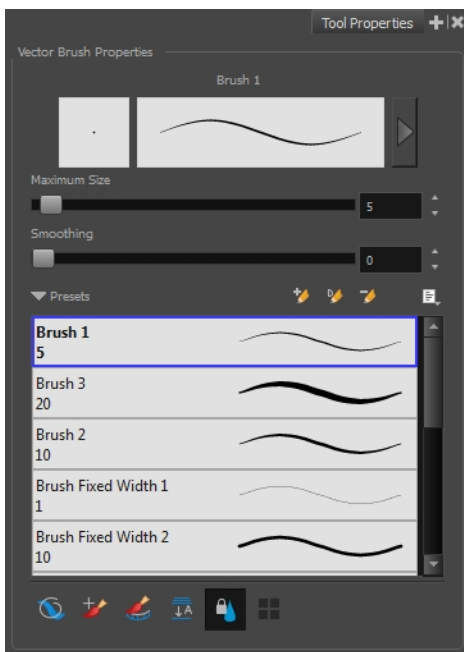 Tool Properties
Vector Brush Properties
Brush 1
Maximum Size
5
Smoothing
0
Presets
Brush 1
5
Brush 3
20
Brush 2
10
Brush Fixed Width 1
1
Brush Fixed Width 2
10